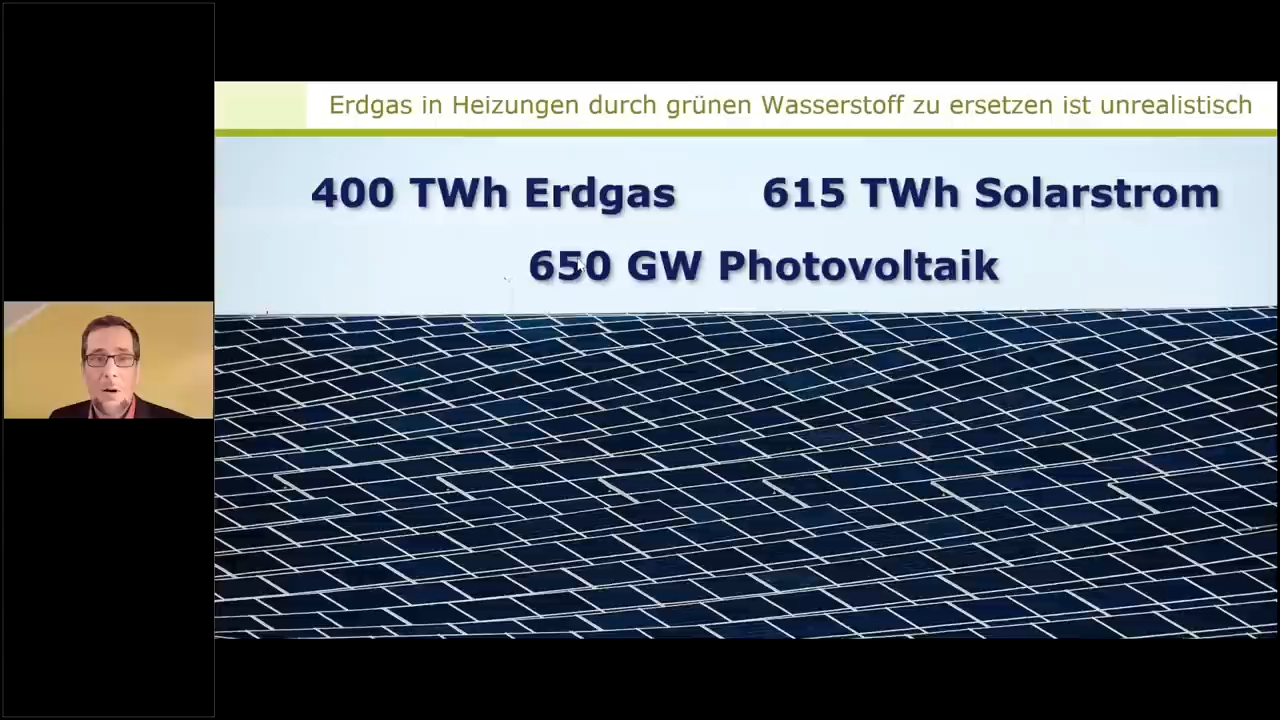 Erdgas in Heizungen durch grünen Wasserstoff zu ersetzen ist unrealistisch
400 TWh Erdgas 615 TWh Solarstrom
650 GW Photovoltaik